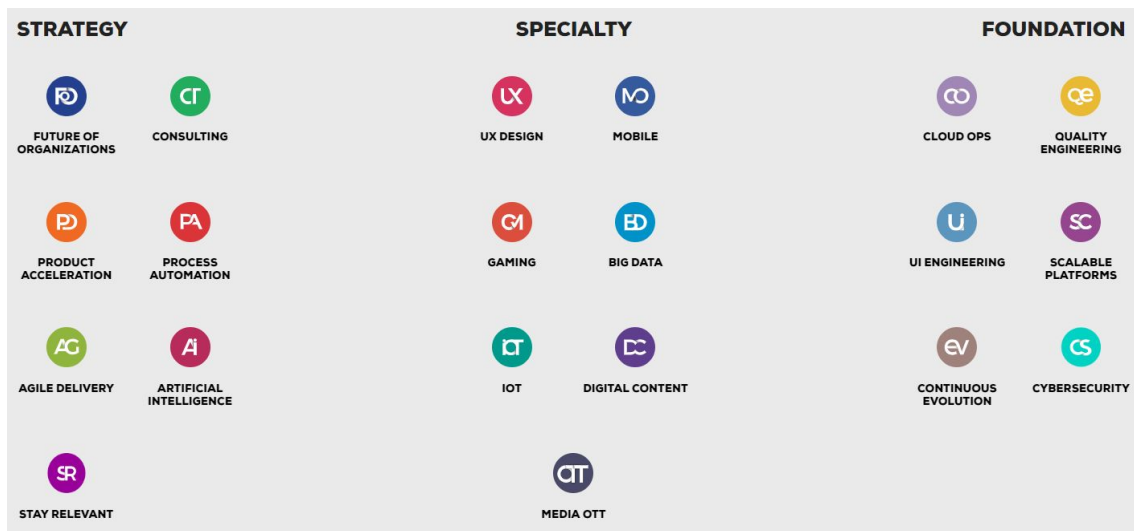 STRATEGY
FO
FUTURE OF
ORGANIZATIONS
CT
CONSULTING
PD
PRODUCT
ACCELERATION
PA
PROCESS
AUTOMATION
AG
AGILE DELIVERY
Ai
ARTIFICIAL
INTELLIGENCE
SR
STAY RELEVANT
SPECIALTY
UX
UX DESIGN
MO
MOBILE
GM
GAMING
BD
BIG DATA
iOT
IOT
DC
DIGITAL CONTENT
OTT
MEDIA OTT
FOUNDATION
CO
CLOUD OPS
Qe
QUALITY
ENGINEERING
Ui
UI ENGINEERING
SC
SCALABLE
PLATFORMS
eV
CONTINUOUS
EVOLUTION
CS
CYBERSECURITY